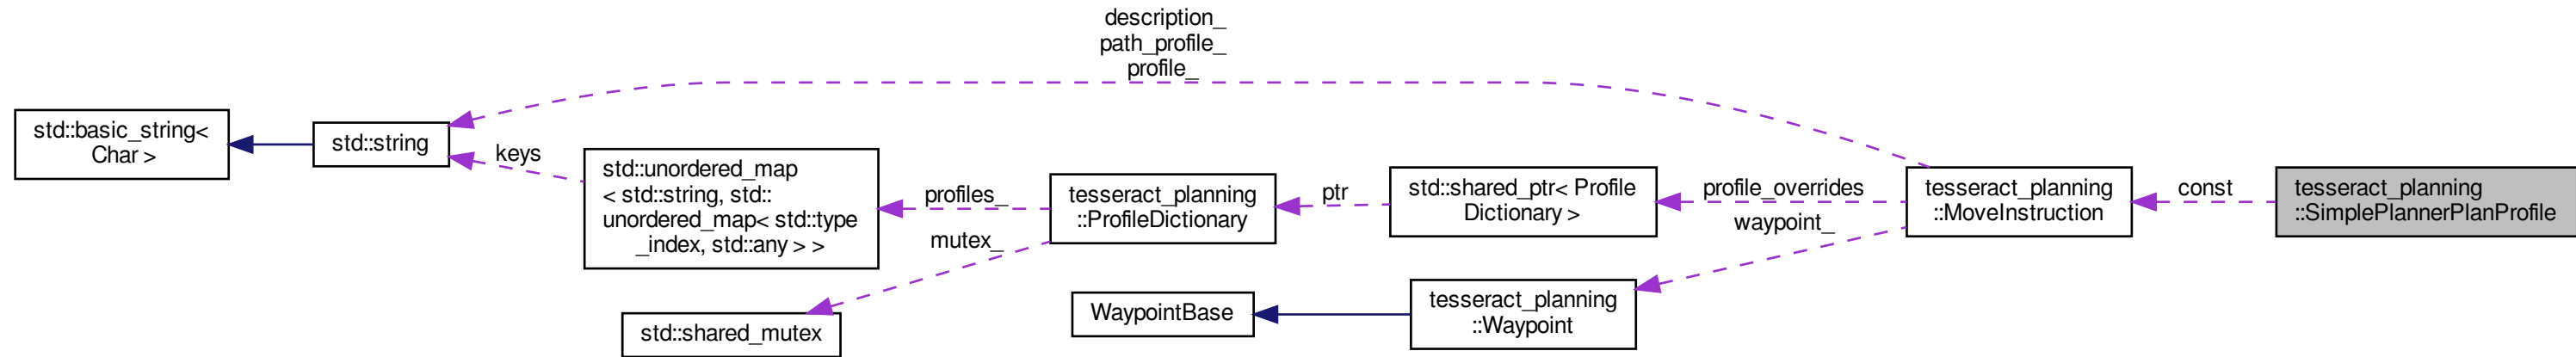 description_
path_profile_
profile_
std::basic_string<
Char >
std::string
keys
std::unordered_map
< std::string, std::
unordered_map< std::type
_index, std::any > >
profiles_
mutex_
std::shared_mutex
tesseract_planning
::ProfileDictionary
ptr
std::shared_ptr< Profile
Dictionary >
profile_overrides
waypoint_
WaypointBase
tesseract_planning
::Waypoint
tesseract_planning
::MoveInstruction
const
tesseract_planning
::SimplePlannerPlanProfile